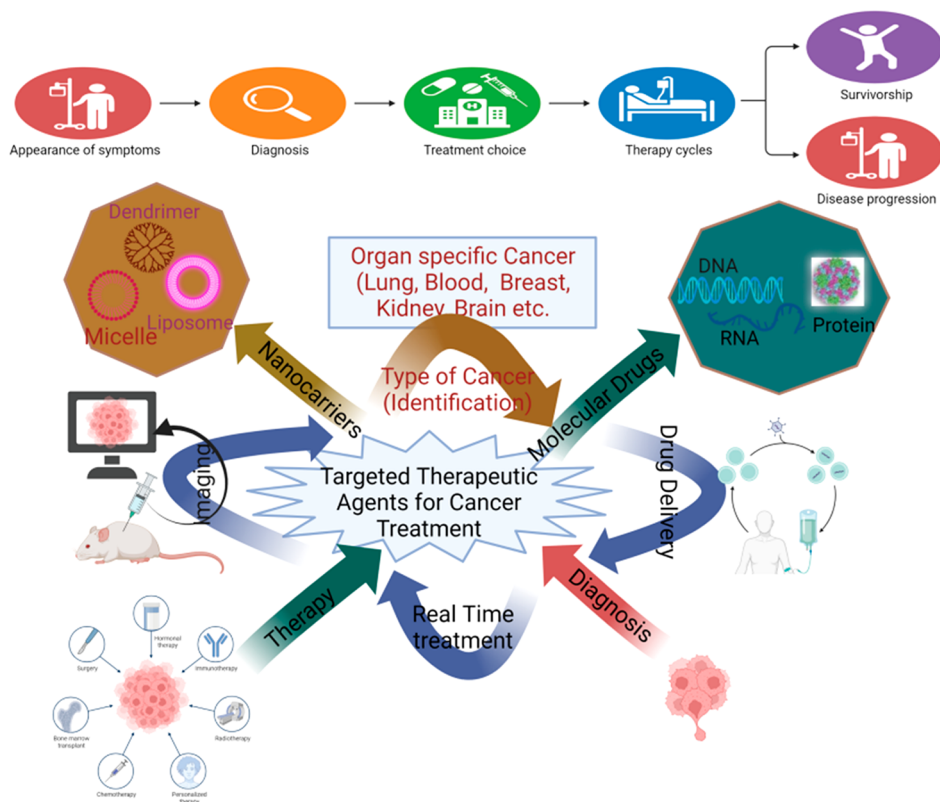 Survivorship
Appearance of symptoms
Diagnosis
Treatment choice
Therapy cycles
Disease progression
Dendrimer
Micelle
Liposome
Organ specific Cancer
(Lung, Blood, Breast,
Kidney, Brain etc.
DNA
RNA
Protein
Nanocarriers
Type of Cancer
(Identification)
Molecular Drugs
Imaging
Targeted Therapeutic
Agents for Cancer
Treatment
Drug Delivery
Therapy
Real Time
treatment
Diagnosis
Hormonal
therapy
Surgery
Immunotherapy
Bone-marrow
transplant
Radiotherapy
Chemotherapy
Personalized
therapy